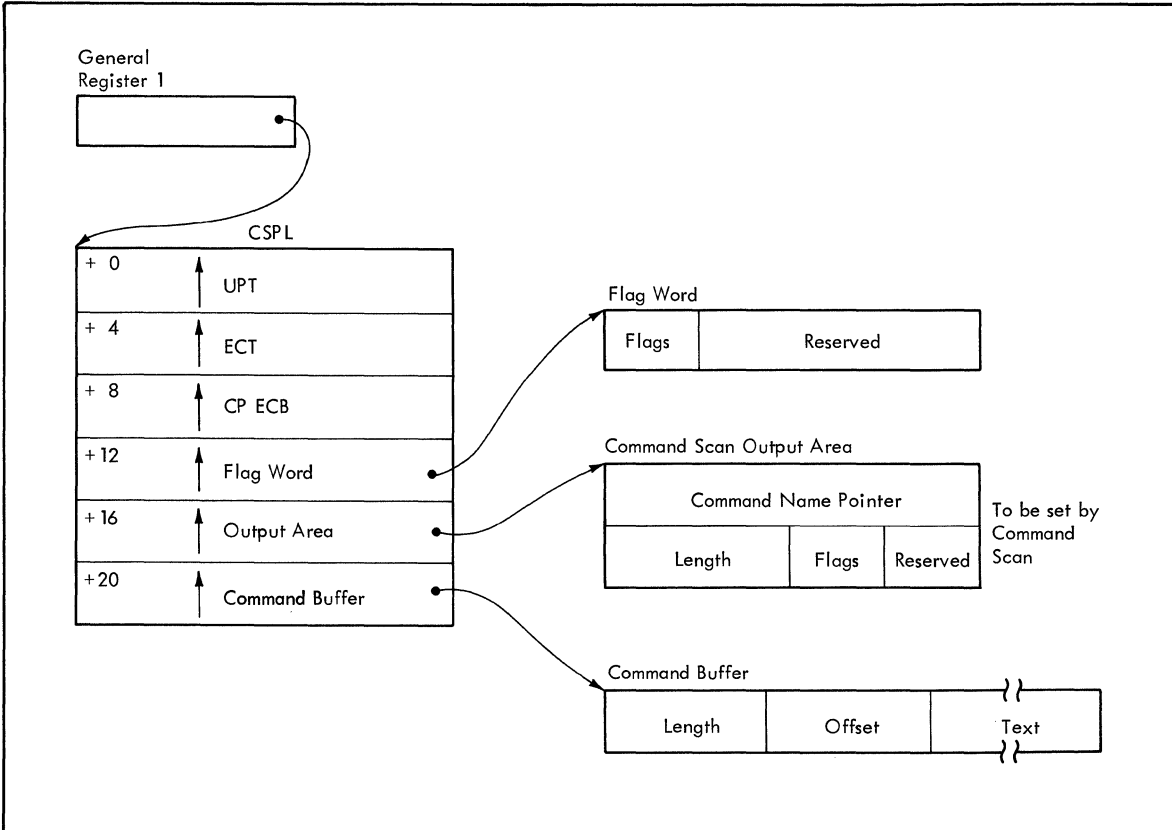 General
Register 1
CSPL
+ 0
UPT
+ 4
ECT
+ 8
CP ECB
+12
Flag Word
+16
Output Area
+20
Command Buffer
Flag Word
Flags Reserved
Command Scan Output Area
Command Name Pointer
Length Flags Reserved
To be set by
Command
Scan
Command Buffer
Length Offset Text